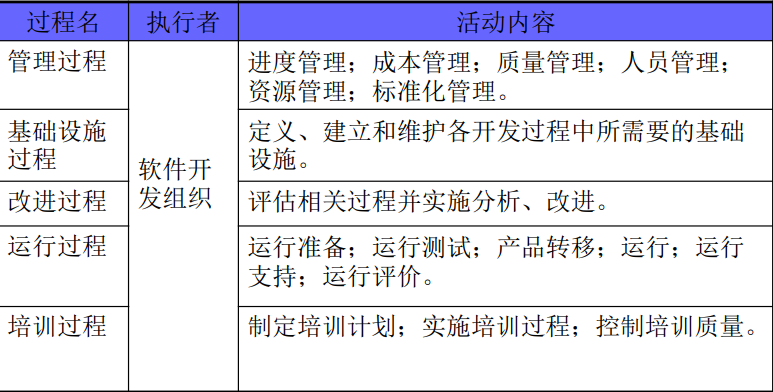 过程名 执行者 活动内容
管理过程
进度管理；成本管理；质量管理；人员管理；
资源管理；标准化管理。
基础设施
过程
定义、建立和维护各开发过程中所需要的基础
设施。
软件开
发组织
改进过程
评估相关过程并实施分析、改进。
运行过程
运行准备；运行测试；产品转移；运行；运行
支持；运行评价。
培训过程
制定培训计划；实施培训过程；控制培训质量。